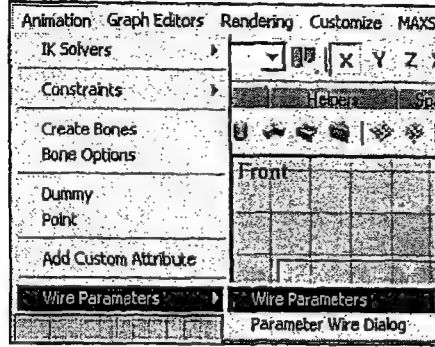 Animation Graph Editors Rendering Customize MAXS
IK Solvers
X Y Z
Constraints
Helpers Sp
Create Bones
Bone Options
Front
Dummy
Point
Add Custom Attribute
Wire Parameters Wire Parameters
Parameter Wire Dialog